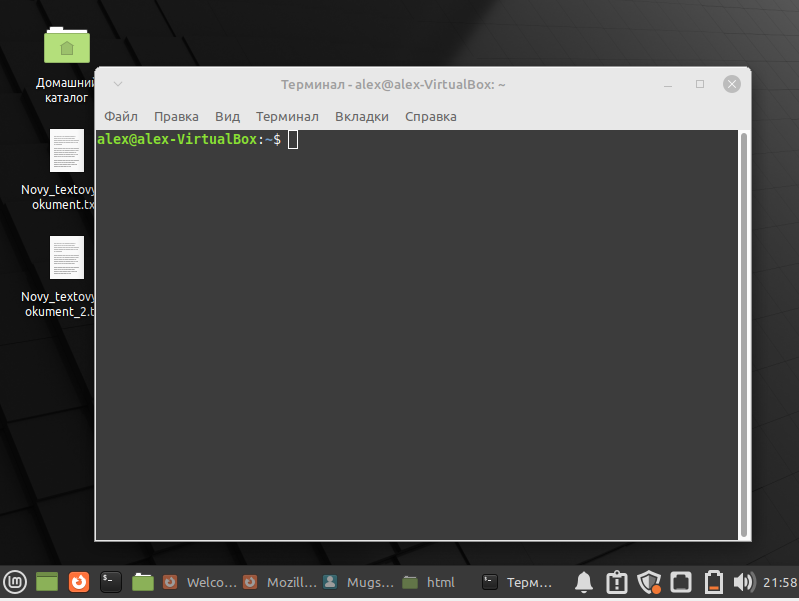 Домашний
каталог
Novy_textovy
okument.tx
Novy_textovy
okument_2.t
Терминал - alex@alex-VirtualBox: ~
Файл Правка Вид Терминал Вкладки Справка
alex@alex-VirtualBox:~$
Welco... Mozill... Mugs... html Терм... 21:58